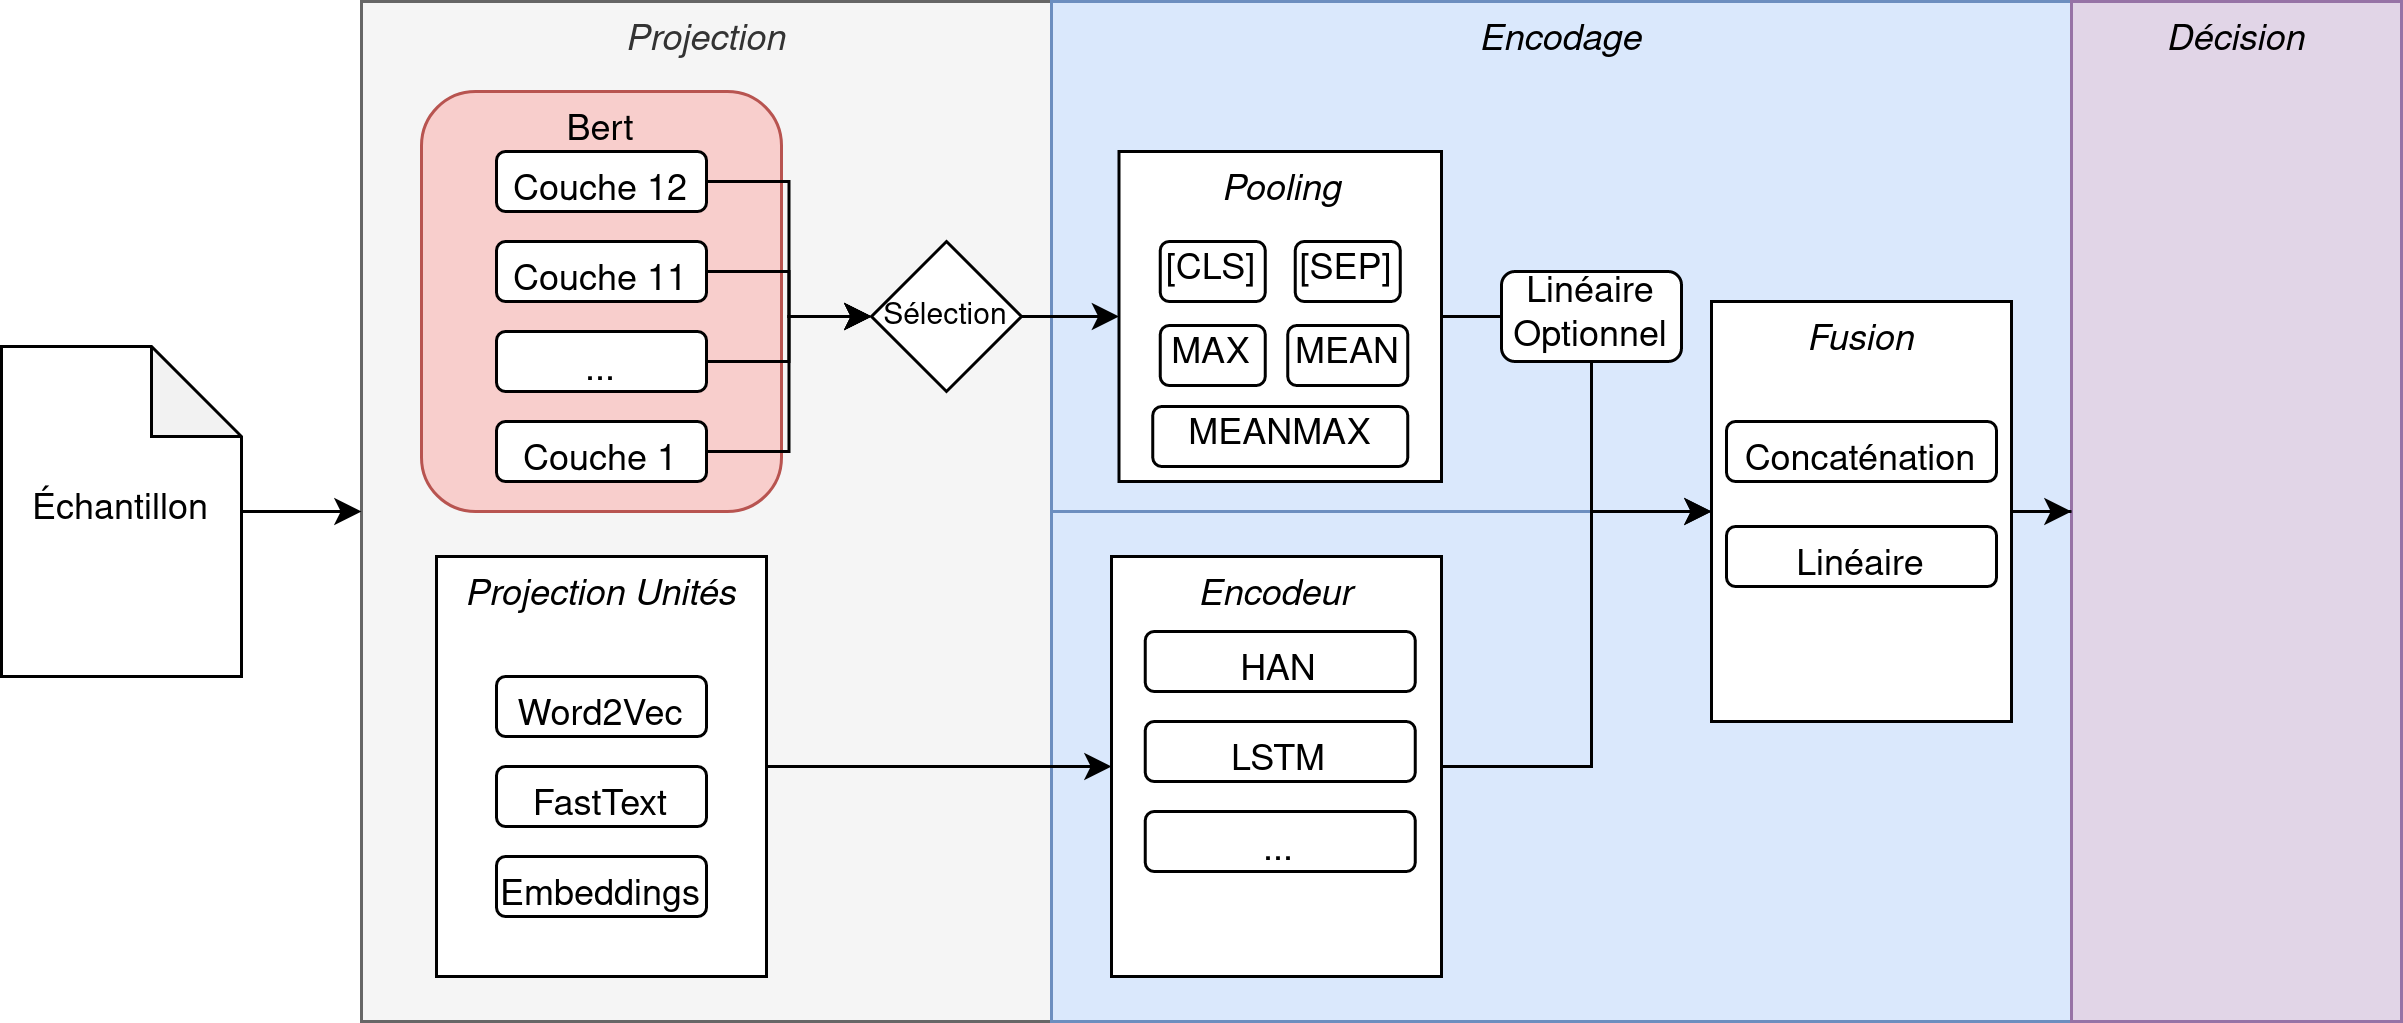 Échantillon
Projection
Bert
Couche 12
Couche 11
...
Couche 1
Sélection
Projection Unités
Word2Vec
FastText
Embeddings
Encodage
Pooling
[CLS]
[SEP]
MAX
MEAN
MEANMAX
Linéaire
Optionnel
Encodeur
HAN
LSTM
...
Fusion
Concaténation
Linéaire
Décision